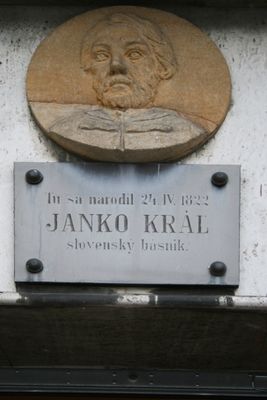 Tu sa narodil 24. IV. 1822
JANKO KRÁĽ
slovenský básnik.